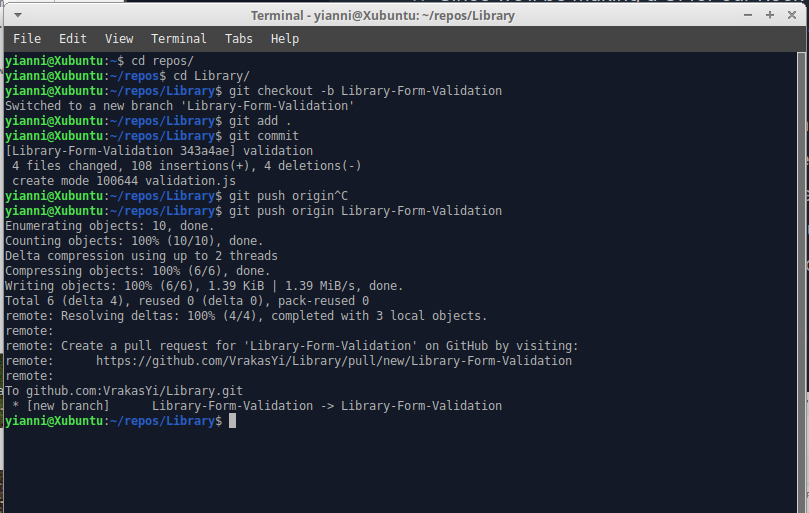 Terminal - yianni@Xubuntu: ~/repos/Library
File Edit View Terminal Tabs Help
yianni@Xubuntu:~$ cd repos/
yianni@Xubuntu:~/repos$ cd Library/
yianni@Xubuntu:~/repos/Library$ git checkout -b Library-Form-Validation
Switched to a new branch 'Library-Form-Validation'
yianni@Xubuntu:~/repos/Library$ git add .
yianni@Xubuntu:~/repos/Library$ git commit
[Library-Form-Validation 343a4ae] validation
 4 files changed, 108 insertions(+), 4 deletions(-)
 create mode 100644 validation.js
yianni@Xubuntu:~/repos/Library$ git push origin^C
yianni@Xubuntu:~/repos/Library$ git push origin Library-Form-Validation
Enumerating objects: 10, done.
Counting objects: 100% (10/10), done.
Delta compression using up to 2 threads
Compressing objects: 100% (6/6), done.
Writing objects: 100% (6/6), 1.39 KiB | 1.39 MiB/s, done.
Total 6 (delta 4), reused 0 (delta 0), pack-reused 0
remote: Resolving deltas: 100% (4/4), completed with 3 local objects.
remote:
remote: Create a pull request for 'Library-Form-Validation' on GitHub by visiting:
remote:      https://github.com/VrakasYi/Library/pull/new/Library-Form-Validation
remote:
To github.com:VrakasYi/Library.git
 * [new branch]      Library-Form-Validation -> Library-Form-Validation
yianni@Xubuntu:~/repos/Library$